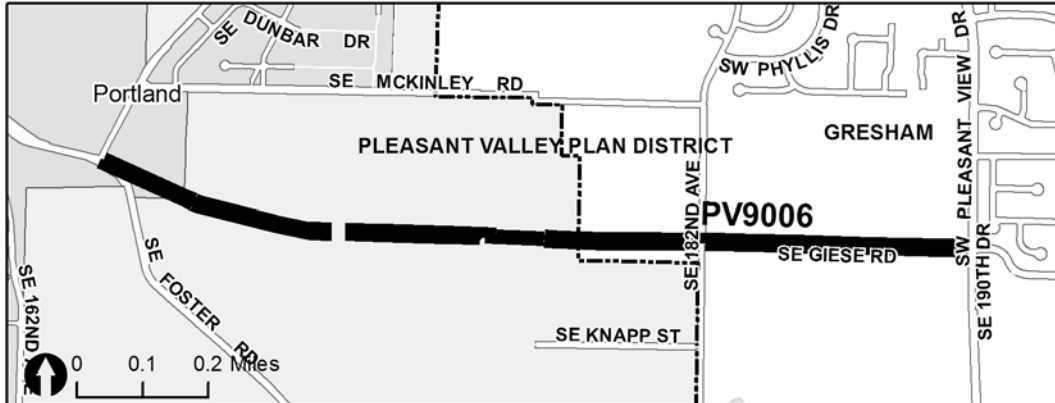 SE DUNBAR DR
SW PHYLLIS DR
SW PLEASANT VIEW DR
SE MCKINLEY RD
Portland
PLEASANT VALLEY PLAN DISTRICT
GRESHAM
SE 182ND AVE
PV9006
SE GIESE RD
SE 190TH DR
SE FOSTER RD
SE 162ND AVE
SE KNAPP ST
0 0.1 0.2 Miles